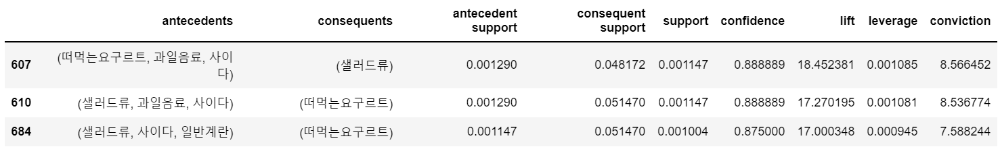 antecedents consequents antecedent support consequent support support confidence lift leverage conviction
607 (떠먹는요구르트, 과일음료, 사이다) (샐러드류) 0.001290 0.048172 0.001147 0.888889 18.452381 0.001085 8.566452
610 (샐러드류, 과일음료, 사이다) (떠먹는요구르트) 0.001290 0.051470 0.001147 0.888889 17.270195 0.001081 8.536774
684 (샐러드류, 사이다, 일반계란) (떠먹는요구르트) 0.001147 0.051470 0.001004 0.875000 17.000348 0.000945 7.588244